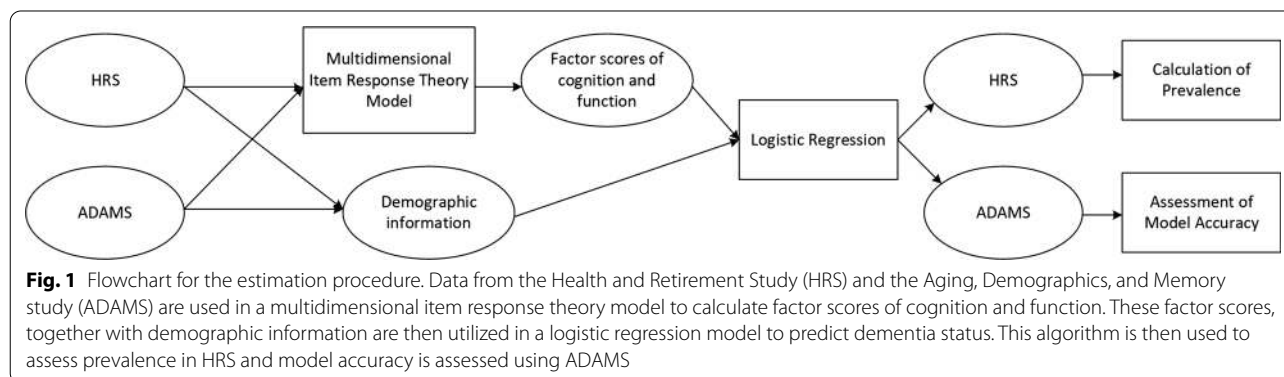 HRS
Multidimensional
Item Response Theory
Model
Factor scores of
cognition and
function
HRS
Calculation of
Prevalence
Logistic Regression
ADAMS
Demographic
information
ADAMS
Assessment of
Model Accuracy
Fig. 1 Flowchart for the estimation procedure. Data from the Health and Retirement Study (HRS) and the Aging, Demographics, and Memory
study (ADAMS) are used in a multidimensional item response theory model to calculate factor scores of cognition and function. These factor scores,
together with demographic information are then utilized in a logistic regression model to predict dementia status. This algorithm is then used to
assess prevalence in HRS and model accuracy is assessed using ADAMS